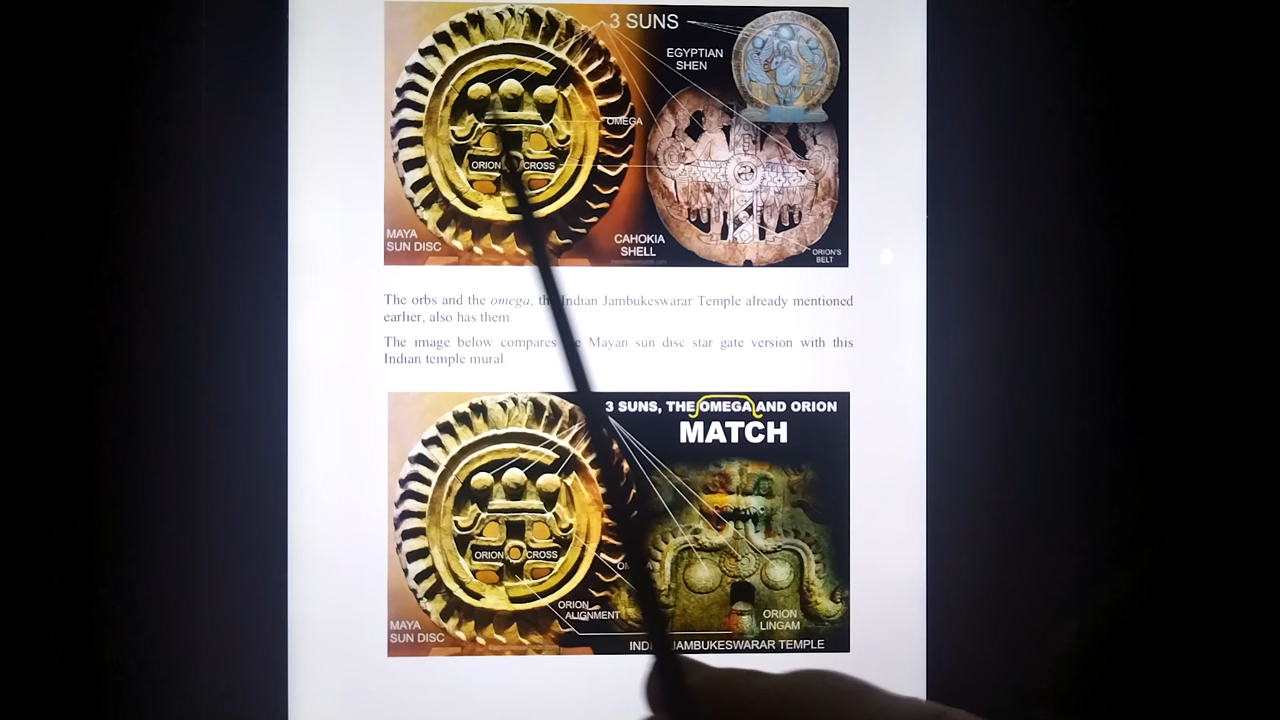 3 SUNS
EGYPTIAN
SHEN
OMEGA
ORION CROSS
MAYA
SUN DISC
CAHOKIA
SHELL
ORION'S
BELT
The orbs and the omega, Indian Jambukeswarar Temple already mentioned
earlier, also has them.
The image below compares Mayan sun disc star gate version with this
Indian temple mural.
3 SUNS, THE OMEGA AND ORION
MATCH
ORION CROSS
ORION
ALIGNMENT
ORION
LINGAM
MAYA
SUN DISC
JAMBUKESWARAR TEMPLE